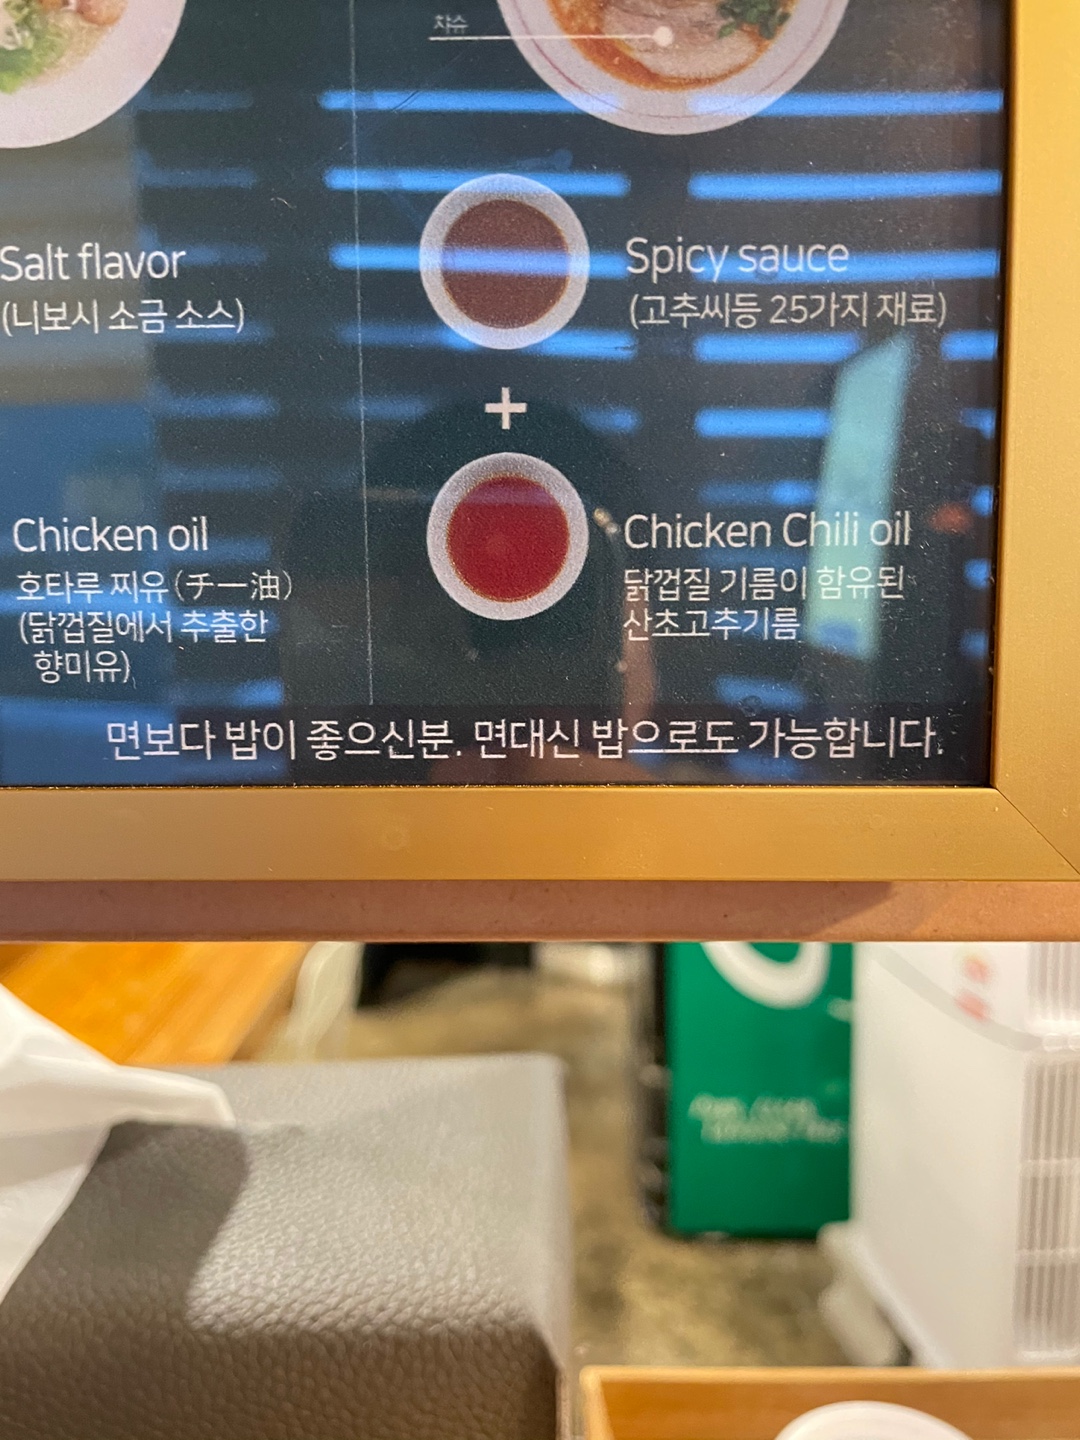 차슈
Salt flavor
(니보시 소금 소스)
Chicken oil
호타루 찌유 (チー油)
(닭껍질에서 추출한
향미유)
Spicy sauce
(고추씨등 25가지 재료)
+
Chicken Chili oil
닭껍질 기름이 함유된
산초고추기름
면보다 밥이 좋으신분. 면대신 밥으로도 가능합니다.